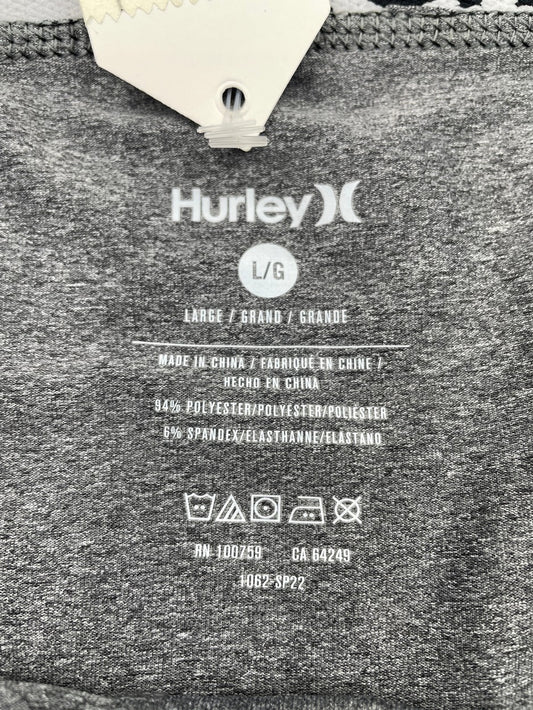 Hurley
L/G
LARGE / GRAND / GRANDE
MADE IN CHINA / FABRIQUÉ EN CHINE /
HECHO EN CHINA
94% POLYESTER/POLYESTER/POLIÉSTER
6% SPANDEX/ELASTHANNE/ELASTANO
RN 100759 CA 64249
1062-SP22